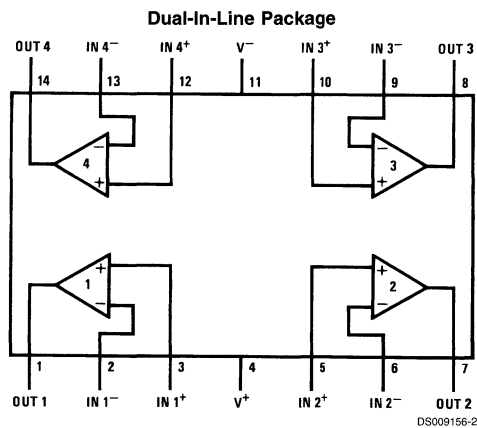 Dual-In-Line Package
OUT 4 IN 4⁻ IN 4⁺ V⁻ IN 3⁺ IN 3⁻ OUT 3
14 13 12 11 10 9 8
− −
4 3
+ +
+ +
1 2
− −
1 2 3 4 5 6 7
OUT 1 IN 1⁻ IN 1⁺ V⁺ IN 2⁺ IN 2⁻ OUT 2
DS009156-2